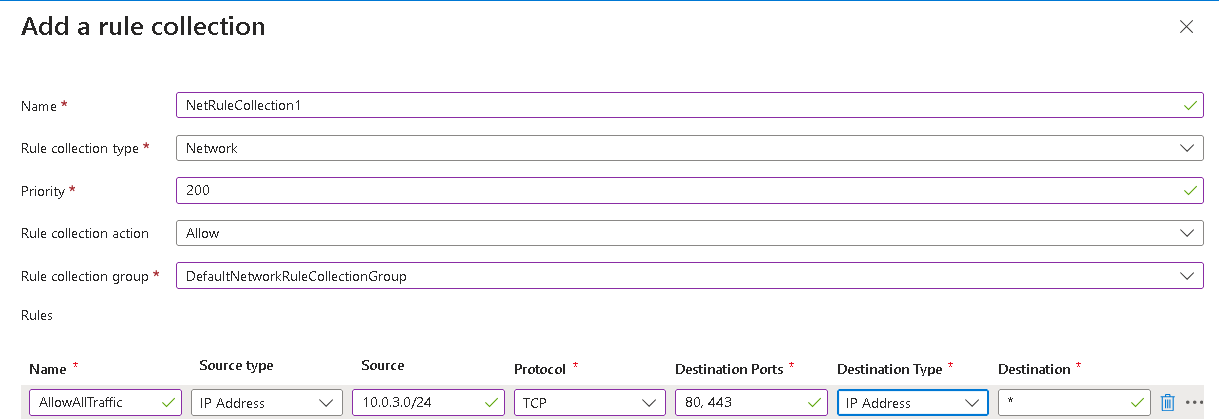 Add a rule collection
Name *
NetRuleCollection1
Rule collection type *
Network
Priority *
200
Rule collection action
Allow
Rule collection group *
DefaultNetworkRuleCollectionGroup
Rules
Name * Source type Source Protocol * Destination Ports * Destination Type * Destination *
AllowAllTraffic IP Address 10.0.3.0/24 TCP 80, 443 IP Address *